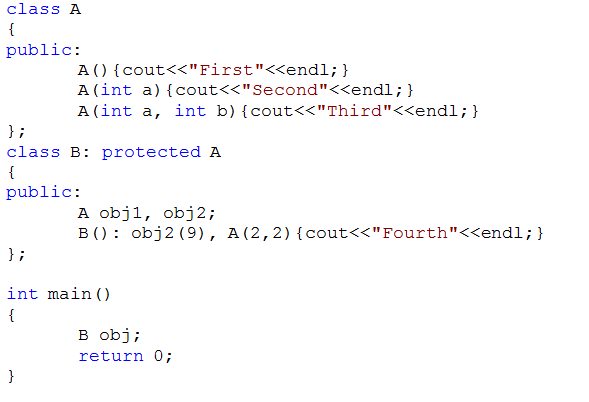 class A
{
public:
A(){cout<<"First"<<endl;}
A(int a){cout<<"Second"<<endl;}
A(int a, int b){cout<<"Third"<<endl;}
};
class B: protected A
{
public:
A obj1, obj2;
B(): obj2(9), A(2,2){cout<<"Fourth"<<endl;}
};
int main()
{
B obj;
return 0;
}